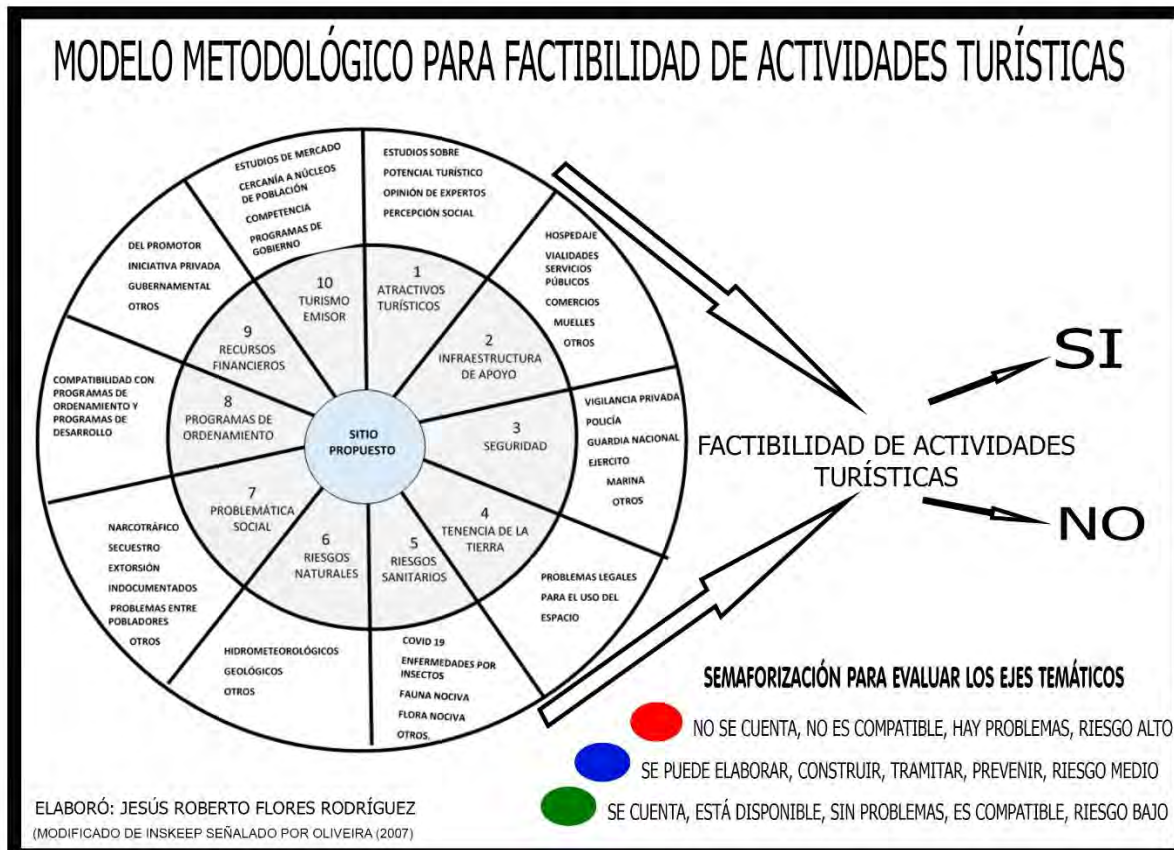 MODELO METODOLÓGICO PARA FACTIBILIDAD DE ACTIVIDADES TURÍSTICAS
ESTUDIOS SOBRE
POTENCIAL TURÍSTICO
OPINIÓN DE EXPERTOS
PERCEPCIÓN SOCIAL
1
ATRACTIVOS
TURÍSTICOS
HOSPEDAJE
VIALIDADES
SERVICIOS
PÚBLICOS
COMERCIOS
MUELLES
OTROS
2
INFRAESTRUCTURA
DE APOYO
VIGILANCIA PRIVADA
POLICÍA
GUARDIA NACIONAL
EJERCITO
MARINA
OTROS
3
SEGURIDAD
PROBLEMAS LEGALES
PARA EL USO DEL
ESPACIO
4
TENENCIA DE LA
TIERRA
COVID 19
ENFERMEDADES POR
INSECTOS
FAUNA NOCIVA
FLORA NOCIVA
OTROS.
5
RIESGOS
SANITARIOS
HIDROMETEOROLÓGICOS
GEOLÓGICOS
OTROS
6
RIESGOS
NATURALES
NARCOTRÁFICO
SECUESTRO
EXTORSIÓN
INDOCUMENTADOS
PROBLEMAS ENTRE
POBLADORES
OTROS
7
PROBLEMÁTICA
SOCIAL
COMPATIBILIDAD CON
PROGRAMAS DE
ORDENAMIENTO Y
PROGRAMAS DE
DESARROLLO
8
PROGRAMAS DE
ORDENAMIENTO
DEL PROMOTOR
INICIATIVA PRIVADA
GUBERNAMENTAL
OTROS
9
RECURSOS
FINANCIEROS
ESTUDIOS DE MERCADO
CERCANÍA A NÚCLEOS
DE POBLACIÓN
COMPETENCIA
PROGRAMAS DE
GOBIERNO
10
TURISMO
EMISOR
SITIO
PROPUESTO
FACTIBILIDAD DE ACTIVIDADES
TURÍSTICAS
SI
NO
SEMAFORIZACIÓN PARA EVALUAR LOS EJES TEMÁTICOS
NO SE CUENTA, NO ES COMPATIBLE, HAY PROBLEMAS, RIESGO ALTO
SE PUEDE ELABORAR, CONSTRUIR, TRAMITAR, PREVENIR, RIESGO MEDIO
SE CUENTA, ESTÁ DISPONIBLE, SIN PROBLEMAS, ES COMPATIBLE, RIESGO BAJO
ELABORÓ: JESÚS ROBERTO FLORES RODRÍGUEZ
(MODIFICADO DE INSKEEP SEÑALADO POR OLIVEIRA (2007)